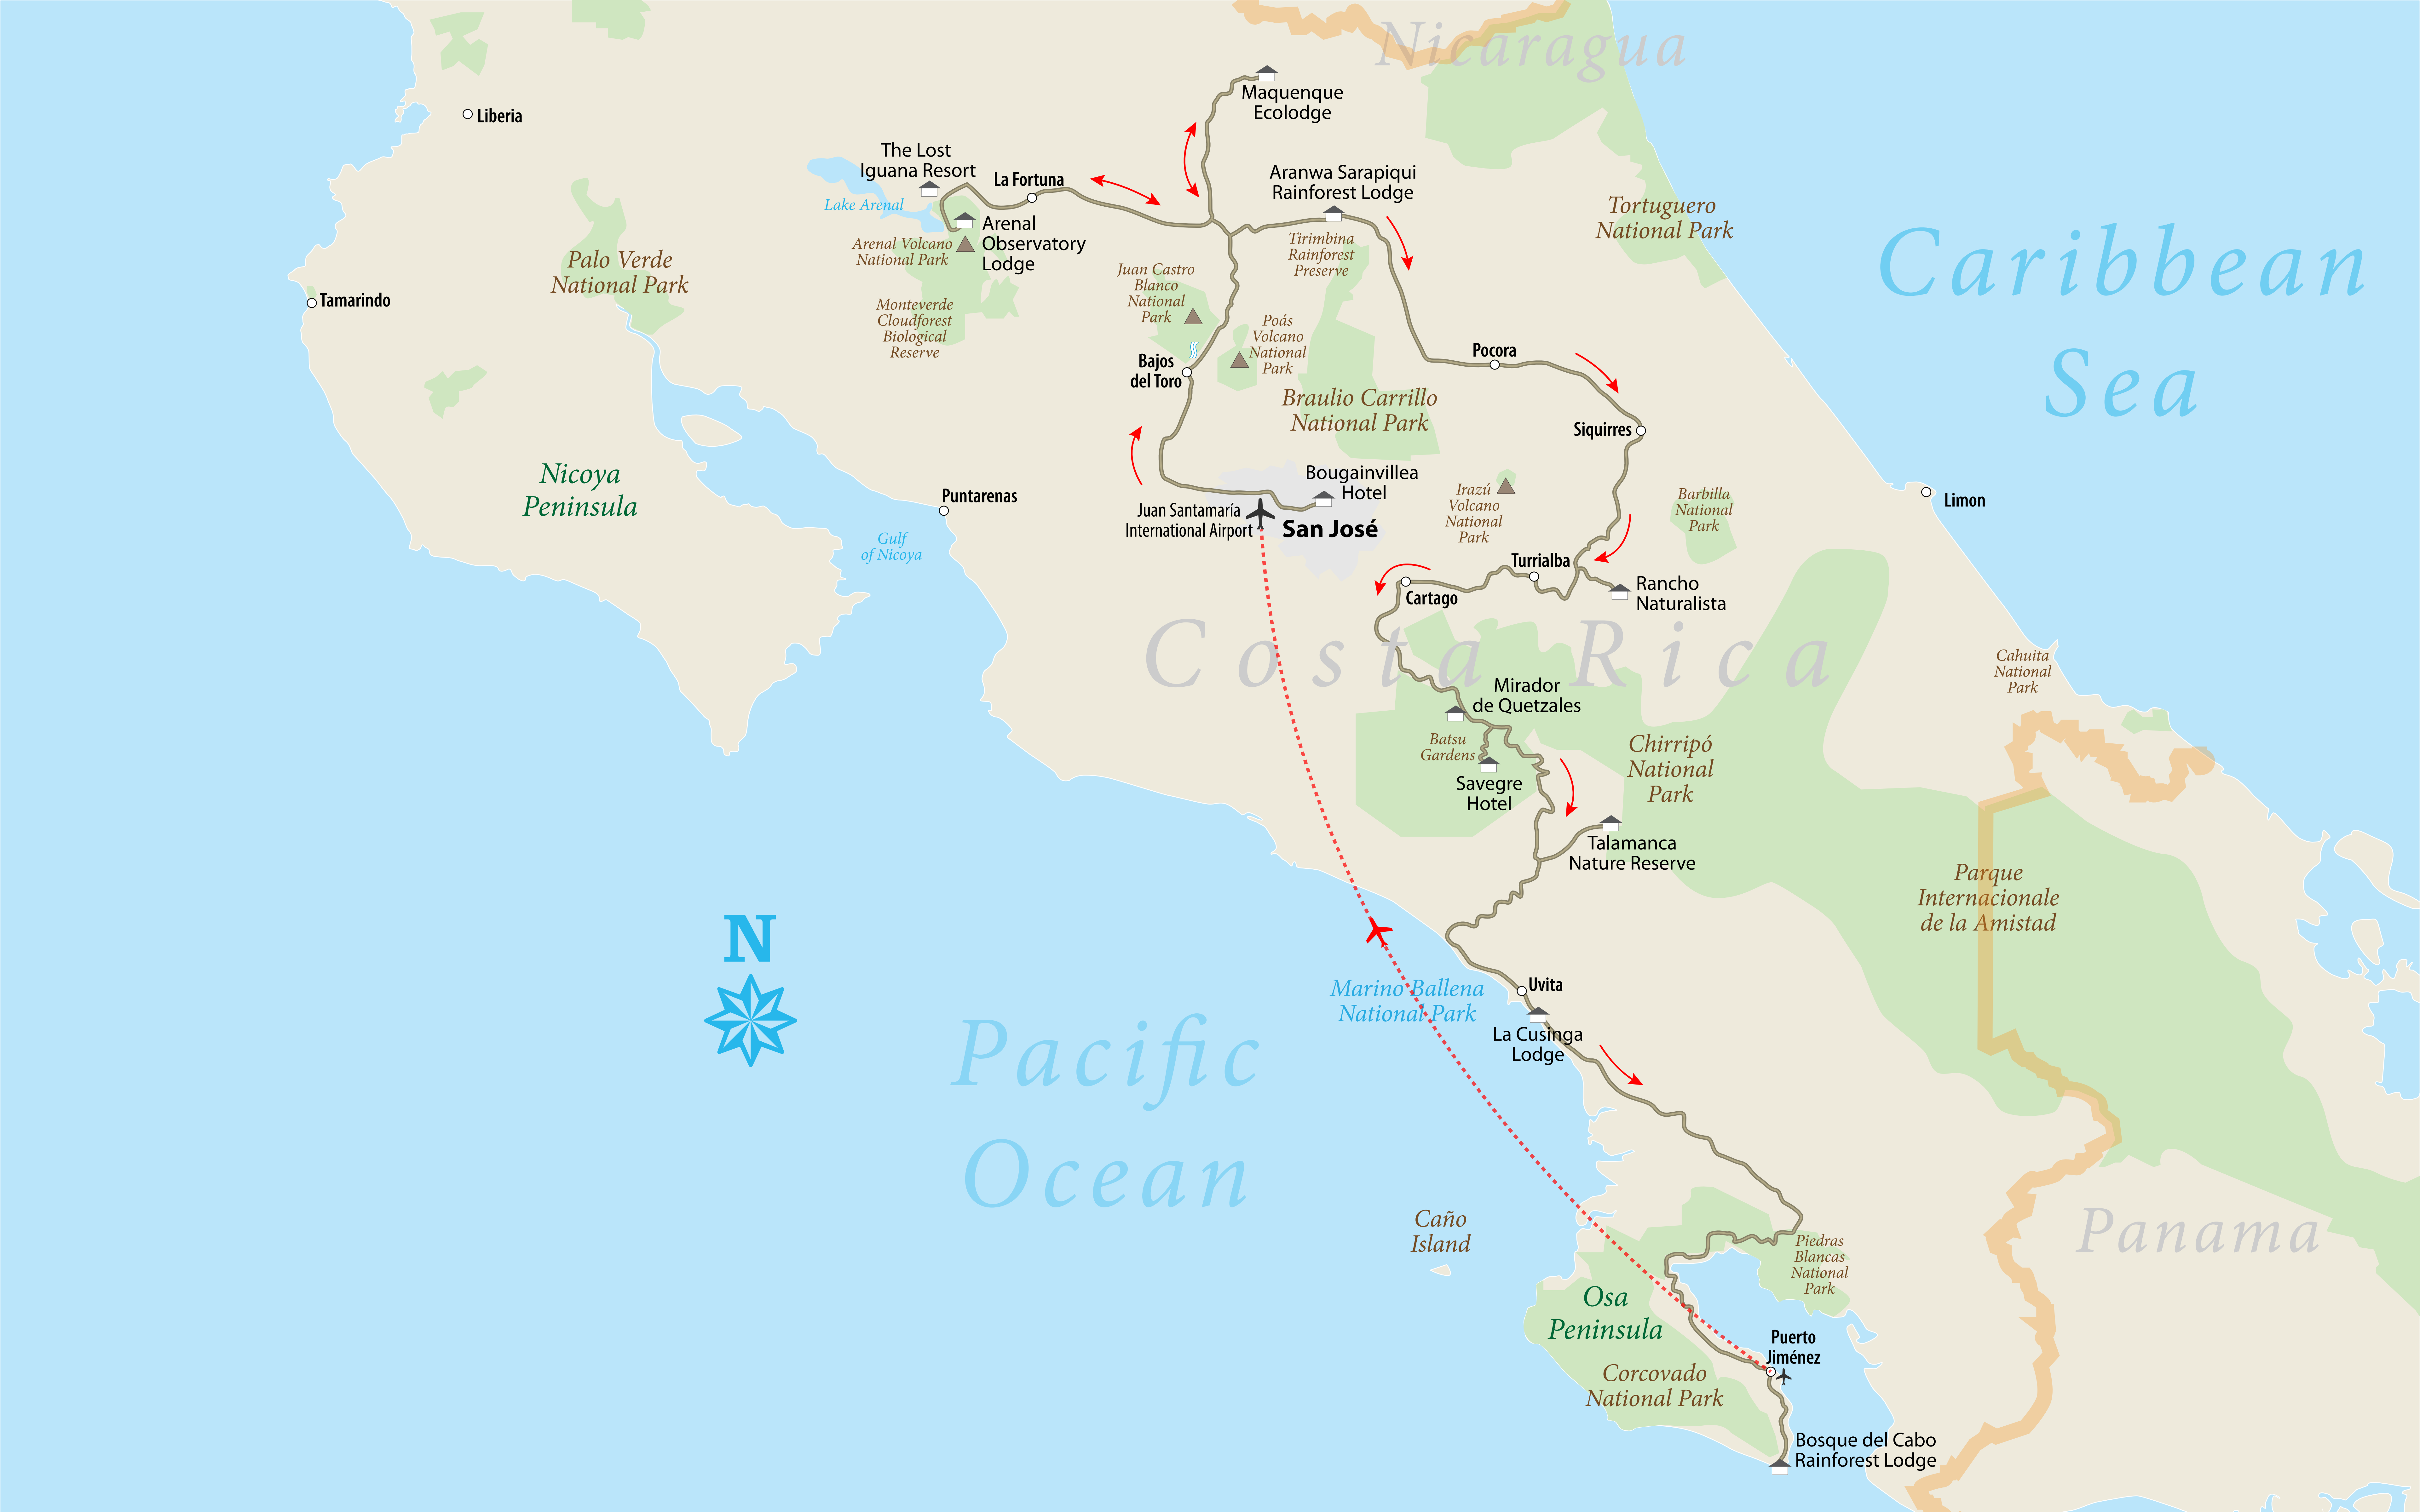 Nicaragua
Maquenque
Ecolodge
Liberia
The Lost
Iguana Resort
La Fortuna
Aranwa Sarapiqui
Rainforest Lodge
Lake Arenal
Arenal
Observatory
Lodge
Arenal Volcano
National Park
Tirimbina
Rainforest
Preserve
Tortuguero
National Park
Caribbean
Sea
Palo Verde
National Park
Juan Castro
Blanco
National
Park
Tamarindo
Monteverde
Cloudforest
Biological
Reserve
Poás
Volcano
National
Park
Bajos
del Toro
Pocora
Braulio Carrillo
National Park
Siquirres
Nicoya
Peninsula
Bougainvillea
Hotel
Puntarenas
Juan Santamaría
International Airport
San José
Irazú
Volcano
National
Park
Barbilla
National
Park
Limon
Gulf
of Nicoya
Turrialba
Cartago
Rancho
Naturalista
Costa Rica
Cahuita
National
Park
Mirador
de Quetzales
Batsu
Gardens
Savegre
Hotel
Chirripó
National
Park
Talamanca
Nature Reserve
Parque
Internacionale
de la Amistad
N
Marino Ballena
National Park
Uvita
La Cusinga
Lodge
Pacific
Ocean
Caño
Island
Panama
Piedras
Blancas
National
Park
Osa
Peninsula
Puerto
Jiménez
Corcovado
National Park
Bosque del Cabo
Rainforest Lodge